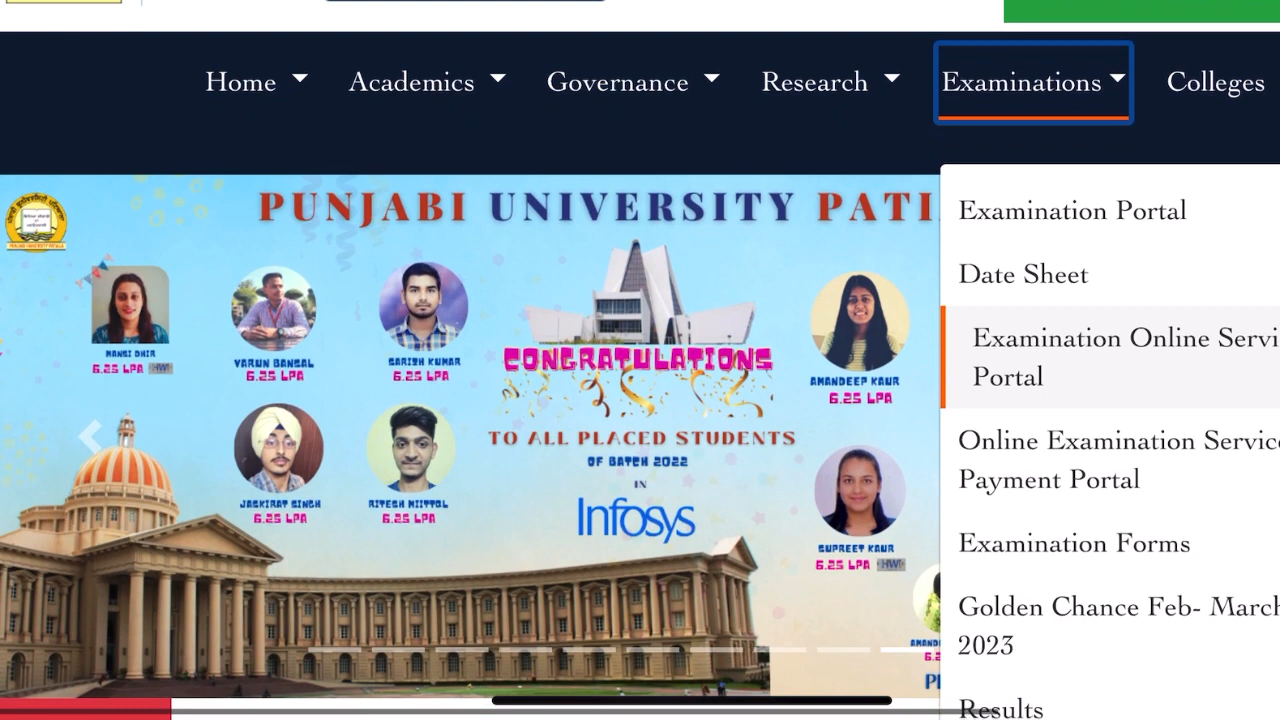 Home Academics Governance Research Examinations Colleges
PUNJABI UNIVERSITY PATI
MANSI DHIR
6.25 LPA
VARUN BANSAL
6.25 LPA
GARISH KUMAR
6.25 LPA
CONGRATULATIONS
AMANDEEP KAUR
6.25 LPA
TO ALL PLACED STUDENTS
OF BATCH 2022
IN
Infosys
JASKIRAT SINGH
6.25 LPA
RITESH MIITTOL
6.25 LPA
SUPREET KAUR
6.25 LPA
Examination Portal
Date Sheet
Examination Online Servi
Portal
Online Examination Service
Payment Portal
Examination Forms
Golden Chance Feb- March
2023
Results